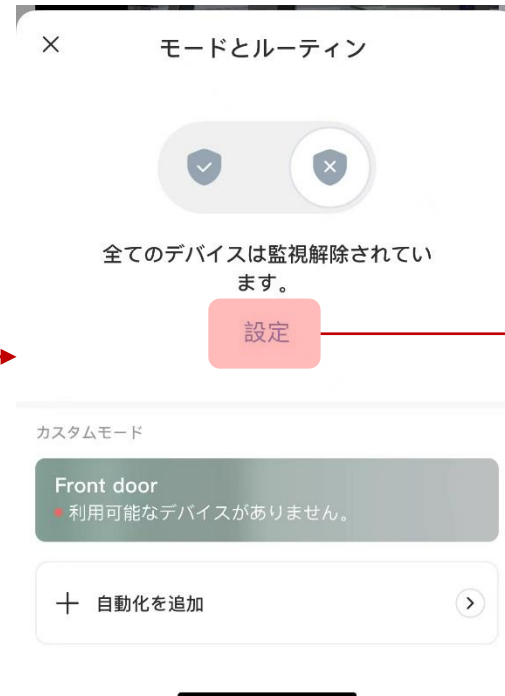 モードとルーティン
全てのデバイスは監視解除されてい
ます。
設定
カスタムモード
Front door
利用可能なデバイスがありません。
自動化を追加